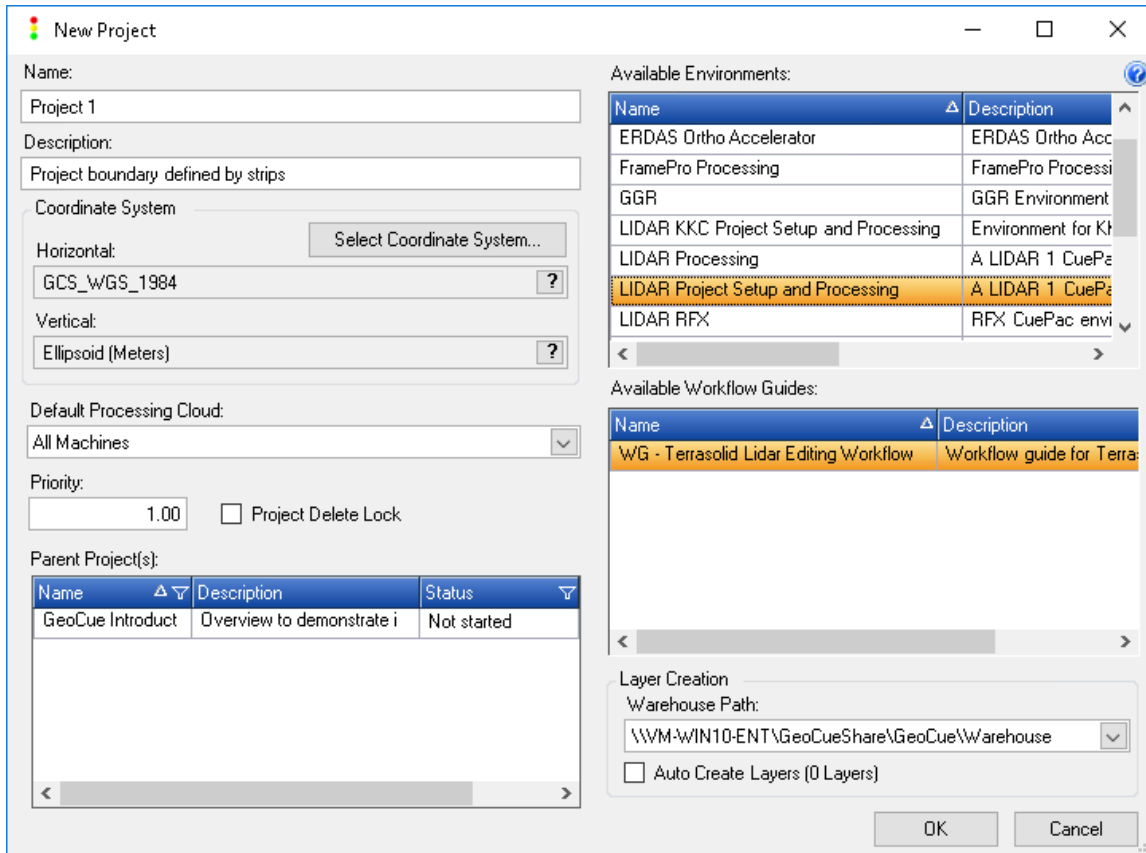 New Project
Name:
Project 1
Description:
Project boundary defined by strips
Coordinate System
Select Coordinate System...
Horizontal:
GCS_WGS_1984
?
Vertical:
Ellipsoid (Meters)
?
Default Processing Cloud:
All Machines
Priority:
1.00
Project Delete Lock
Parent Project(s):
Name Description Status
GeoCue Introduct Overview to demonstrate i Not started
Available Environments:
?
Name Description
ERDAS Ortho Accelerator ERDAS Ortho Acc
FramePro Processing FramePro Processi
GGR GGR Environment
LIDAR KKC Project Setup and Processing Environment for Kk
LIDAR Processing A LIDAR 1 CuePa
LIDAR Project Setup and Processing A LIDAR 1 CuePa
LIDAR RFX RFX CuePac envi
Available Workflow Guides:
Name Description
WG - Terrasolid Lidar Editing Workflow Workflow guide for Terra
Layer Creation
Warehouse Path:
\\VM-WIN10-ENT\GeoCueShare\GeoCue\Warehouse
Auto Create Layers (0 Layers)
OK Cancel